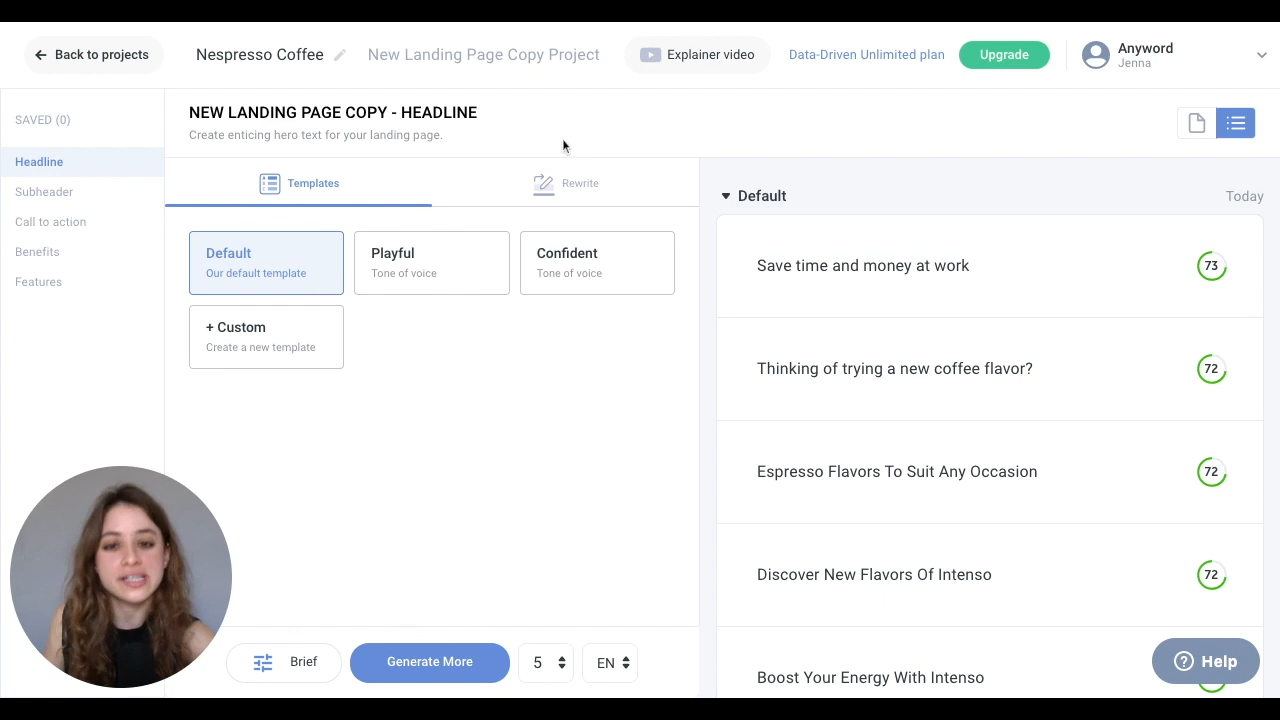 Back to projects
Nespresso Coffee
New Landing Page Copy Project
Explainer video
Data-Driven Unlimited plan
Upgrade
Anyword
Jenna
SAVED (0)
Headline
Subheader
Call to action
Benefits
Features
NEW LANDING PAGE COPY - HEADLINE
Create enticing hero text for your landing page.
Templates
Rewrite
Default
Our default template
Playful
Tone of voice
Confident
Tone of voice
+ Custom
Create a new template
Brief
Generate More
5
EN
Default
Today
Save time and money at work
73
Thinking of trying a new coffee flavor?
72
Espresso Flavors To Suit Any Occasion
72
Discover New Flavors Of Intenso
72
Boost Your Energy With Intenso
Help